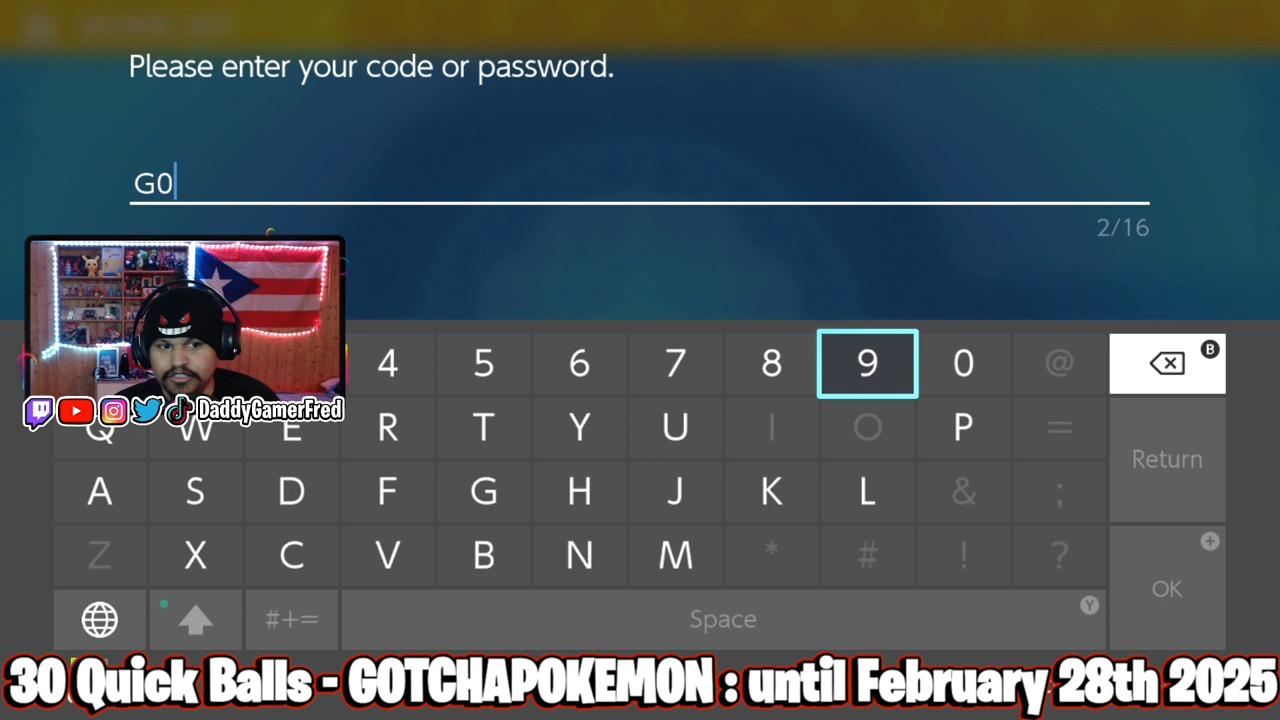 Please enter your code or password.
G0
2/16
4 5 6 7 8 9 0 @ B
DaddyGamerFred
Q W E R T Y U I O P =
Return
A S D F G H J K L & ;
Z X C V B N M * # ! ? +
OK
#+= Space Y
30 Quick Balls - GOTCHAPOKEMON : until February 28th 2025